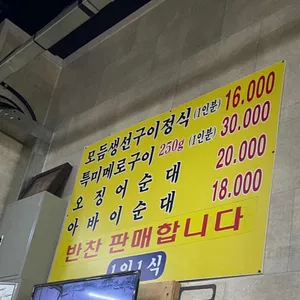 모듬생선구이정식 (1인분) 16.000
특미메로구이 250g (1인분) 30.000
오징어순대 20.000
아바이순대 18.000
반찬 판매합니다
1인1식